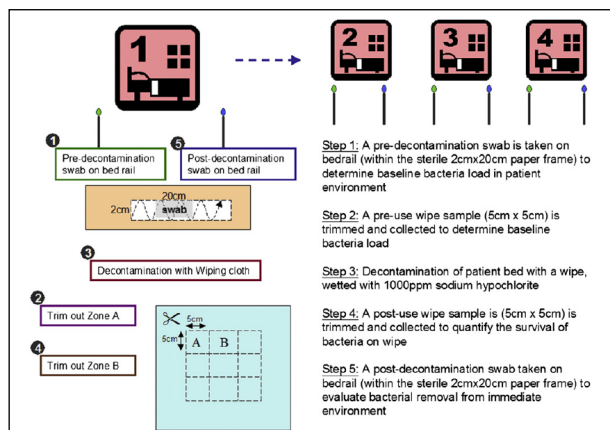 1
2
3
4
1
Pre-decontamination
swab on bed rail
5
Post-decontamination
swab on bed rail
20cm
2cm
swab
3
Decontamination with Wiping cloth
2
Trim out Zone A
4
Trim out Zone B
5cm
5cm
A
B
Step 1: A pre-decontamination swab is taken on
bedrail (within the sterile 2cmx20cm paper frame) to
determine baseline bacteria load in patient
environment
Step 2: A pre-use wipe sample (5cm x 5cm) is
trimmed and collected to determine baseline
bacteria load
Step 3: Decontamination of patient bed with a wipe,
wetted with 1000ppm sodium hypochlorite
Step 4: A post-use wipe sample is (5cm x 5cm) is
trimmed and collected to quantify the survival of
bacteria on wipe
Step 5: A post-decontamination swab taken on
bedrail (within the sterile 2cmx20cm paper frame) to
evaluate bacterial removal from immediate
environment